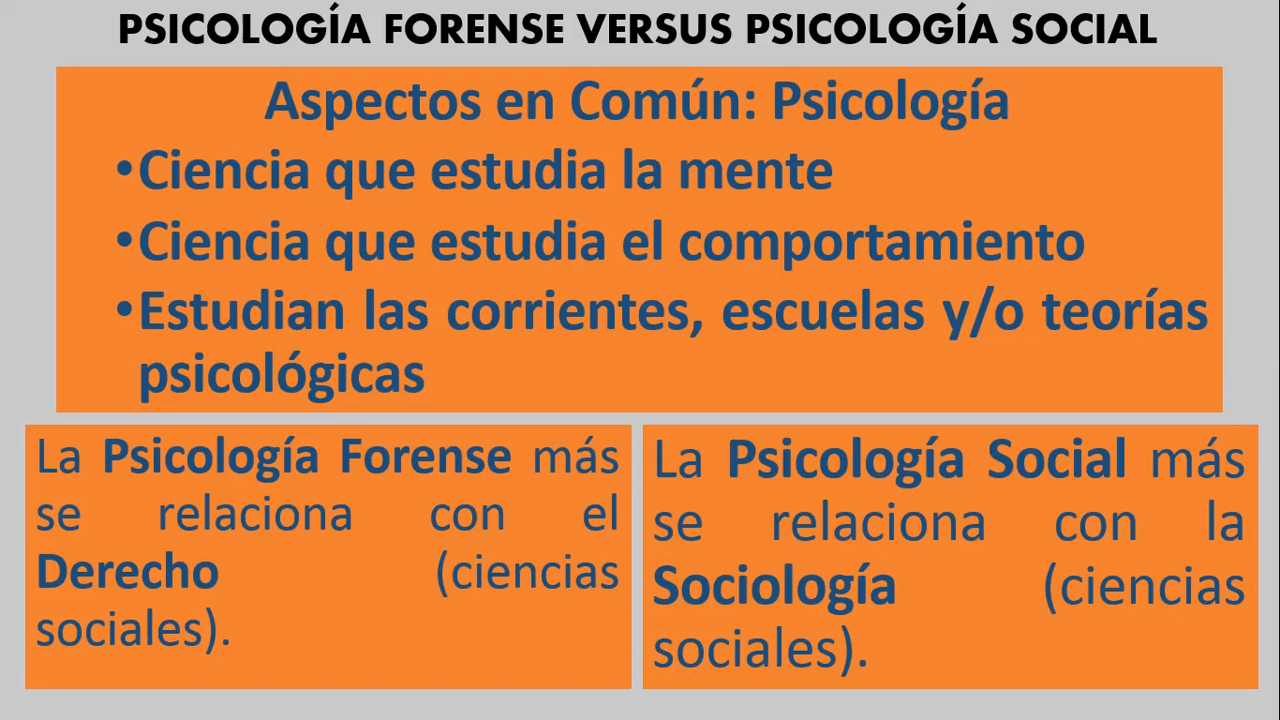 PSICOLOGÍA FORENSE VERSUS PSICOLOGÍA SOCIAL
Aspectos en Común: Psicología
•Ciencia que estudia la mente
•Ciencia que estudia el comportamiento
•Estudian las corrientes, escuelas y/o teorías
psicológicas
La Psicología Forense más
se relaciona con el
Derecho (ciencias
sociales).
La Psicología Social más
se relaciona con la
Sociología (ciencias
sociales).